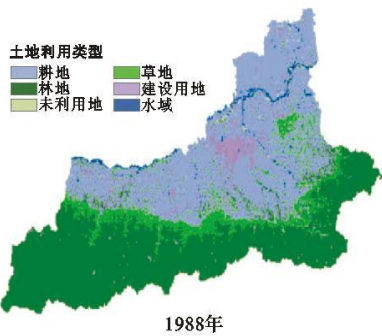 土地利用类型
耕地 草地
林地 建设用地
未利用地 水域
1988年